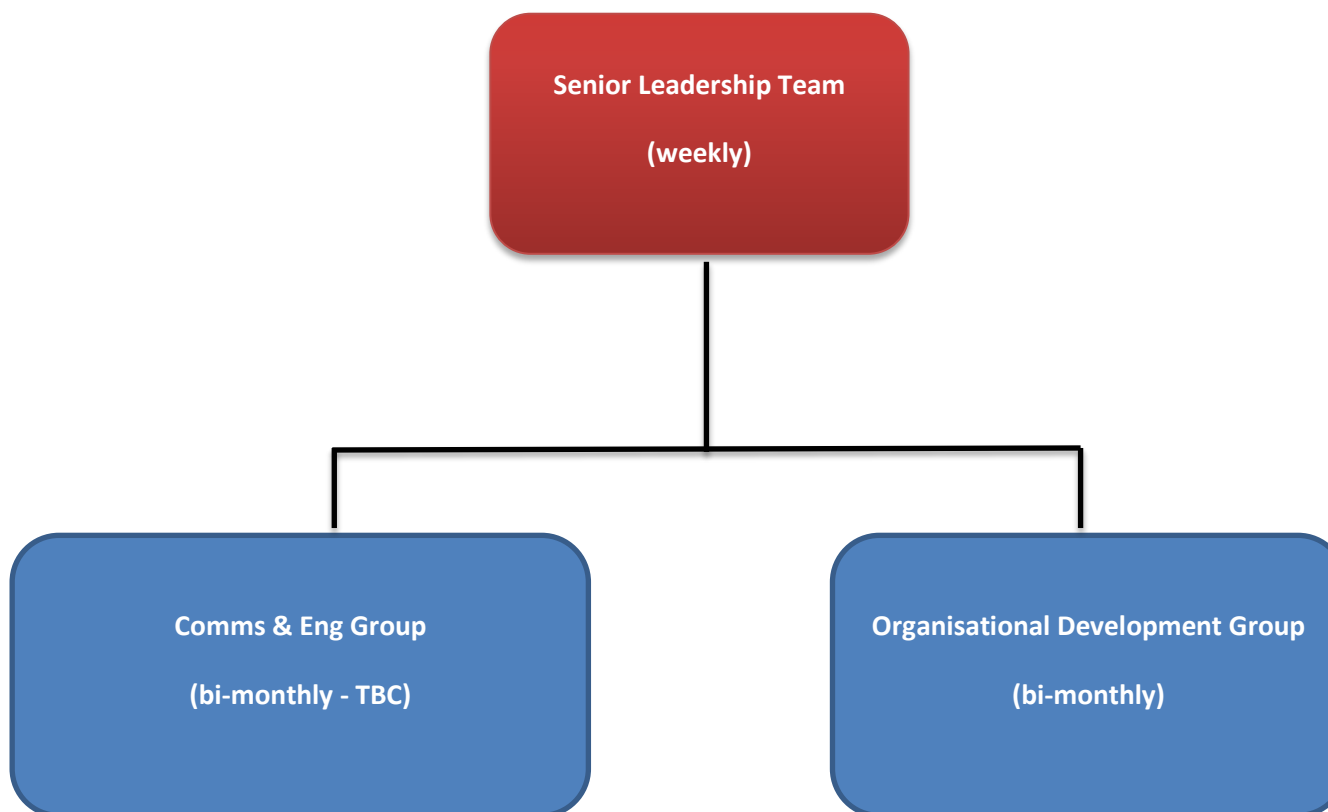 Senior Leadership Team
(weekly)
Comms & Eng Group
(bi-monthly - TBC)
Organisational Development Group
(bi-monthly)